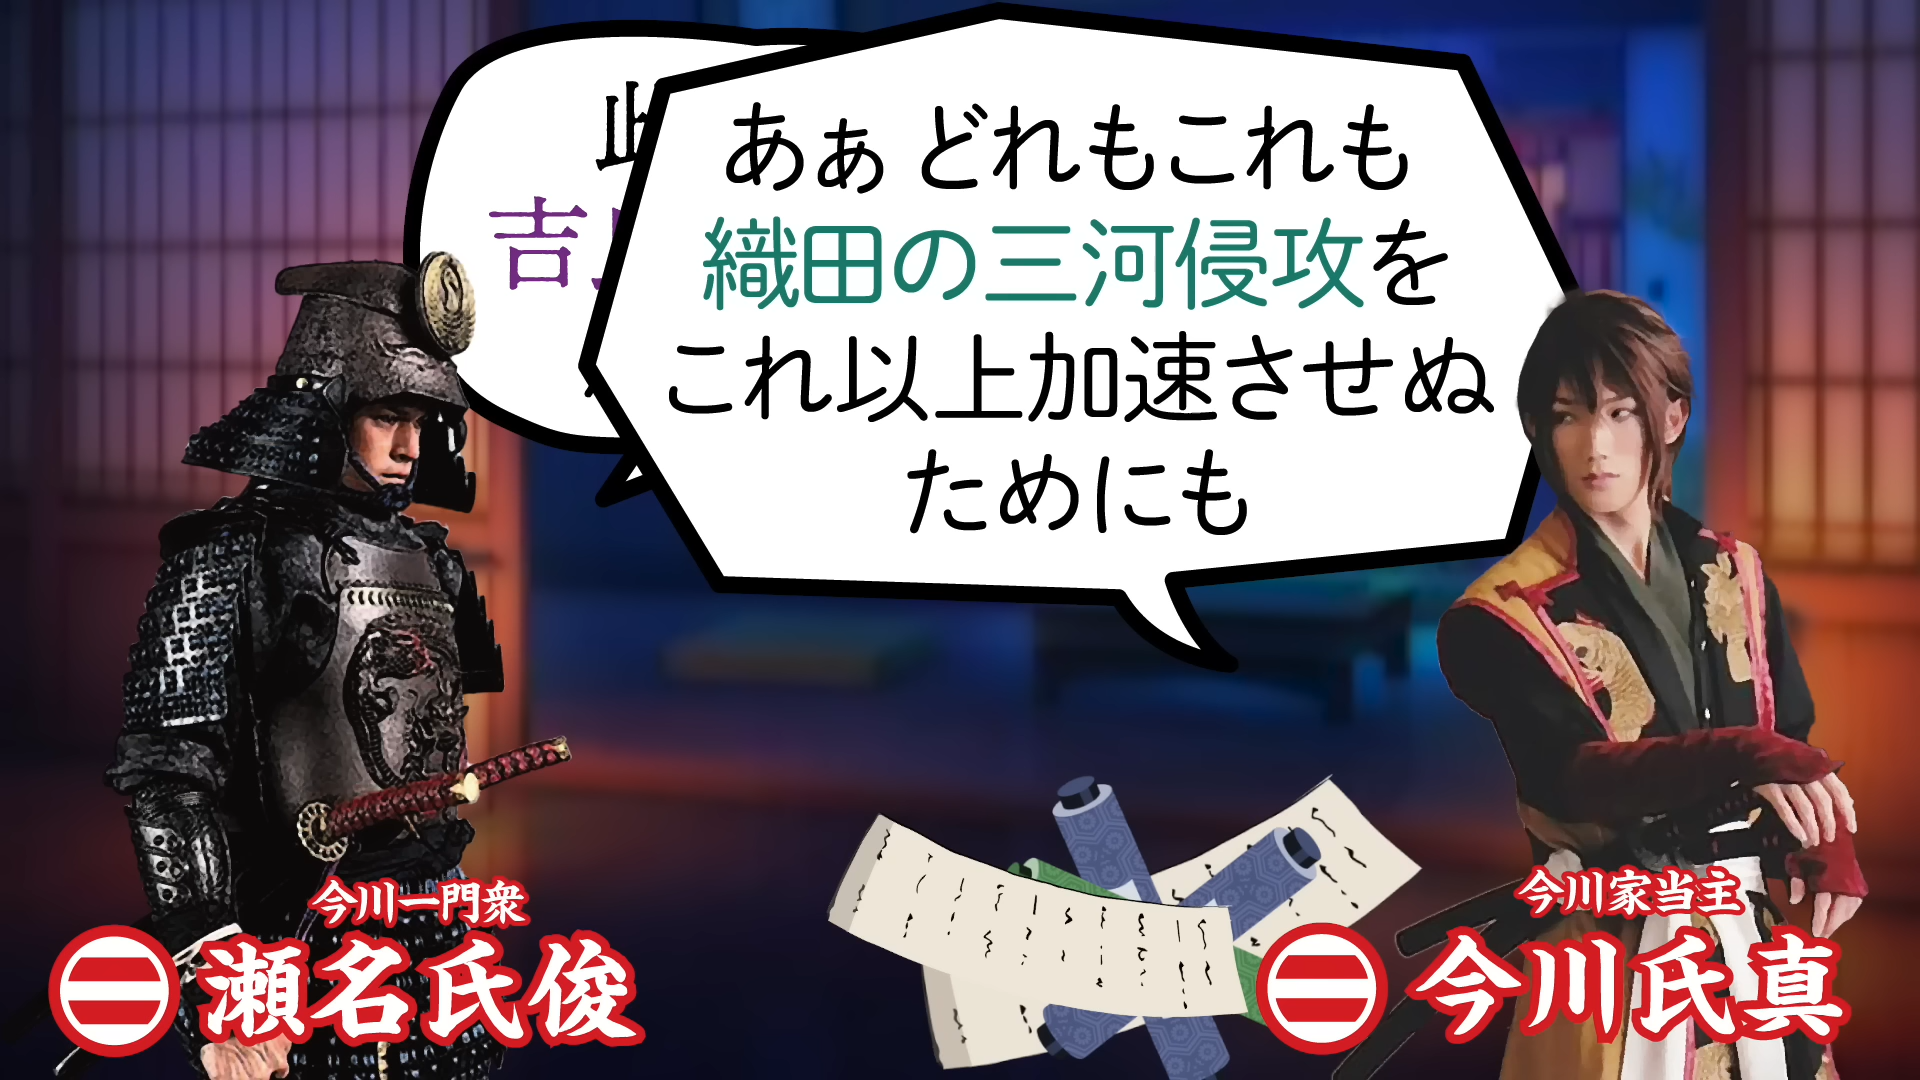 吉
あぁ どれもこれも
織田の三河侵攻を
これ以上加速させぬ
ためにも
今川一門衆
瀬名氏俊
今川家当主
今川氏真